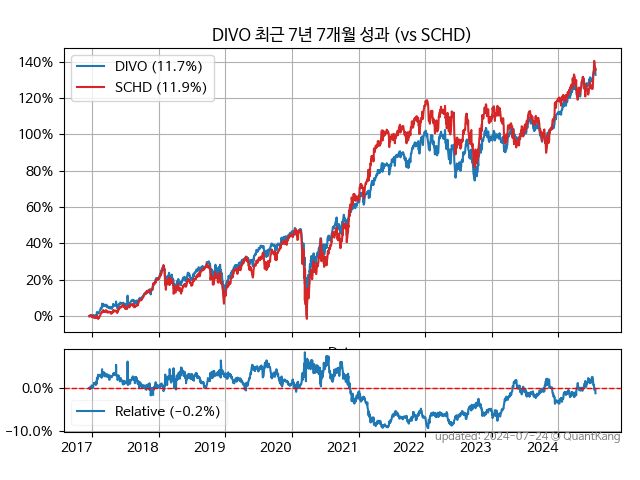 DIVO 최근 7년 7개월 성과 (vs SCHD)
DIVO (11.7%)
SCHD (11.9%)
140%
120%
100%
80%
60%
40%
20%
0%
0.0%
−10.0%
Relative (−0.2%)
2017 2018 2019 2020 2021 2022 2023 2024
updated: 2024-07-24 © QuantKang